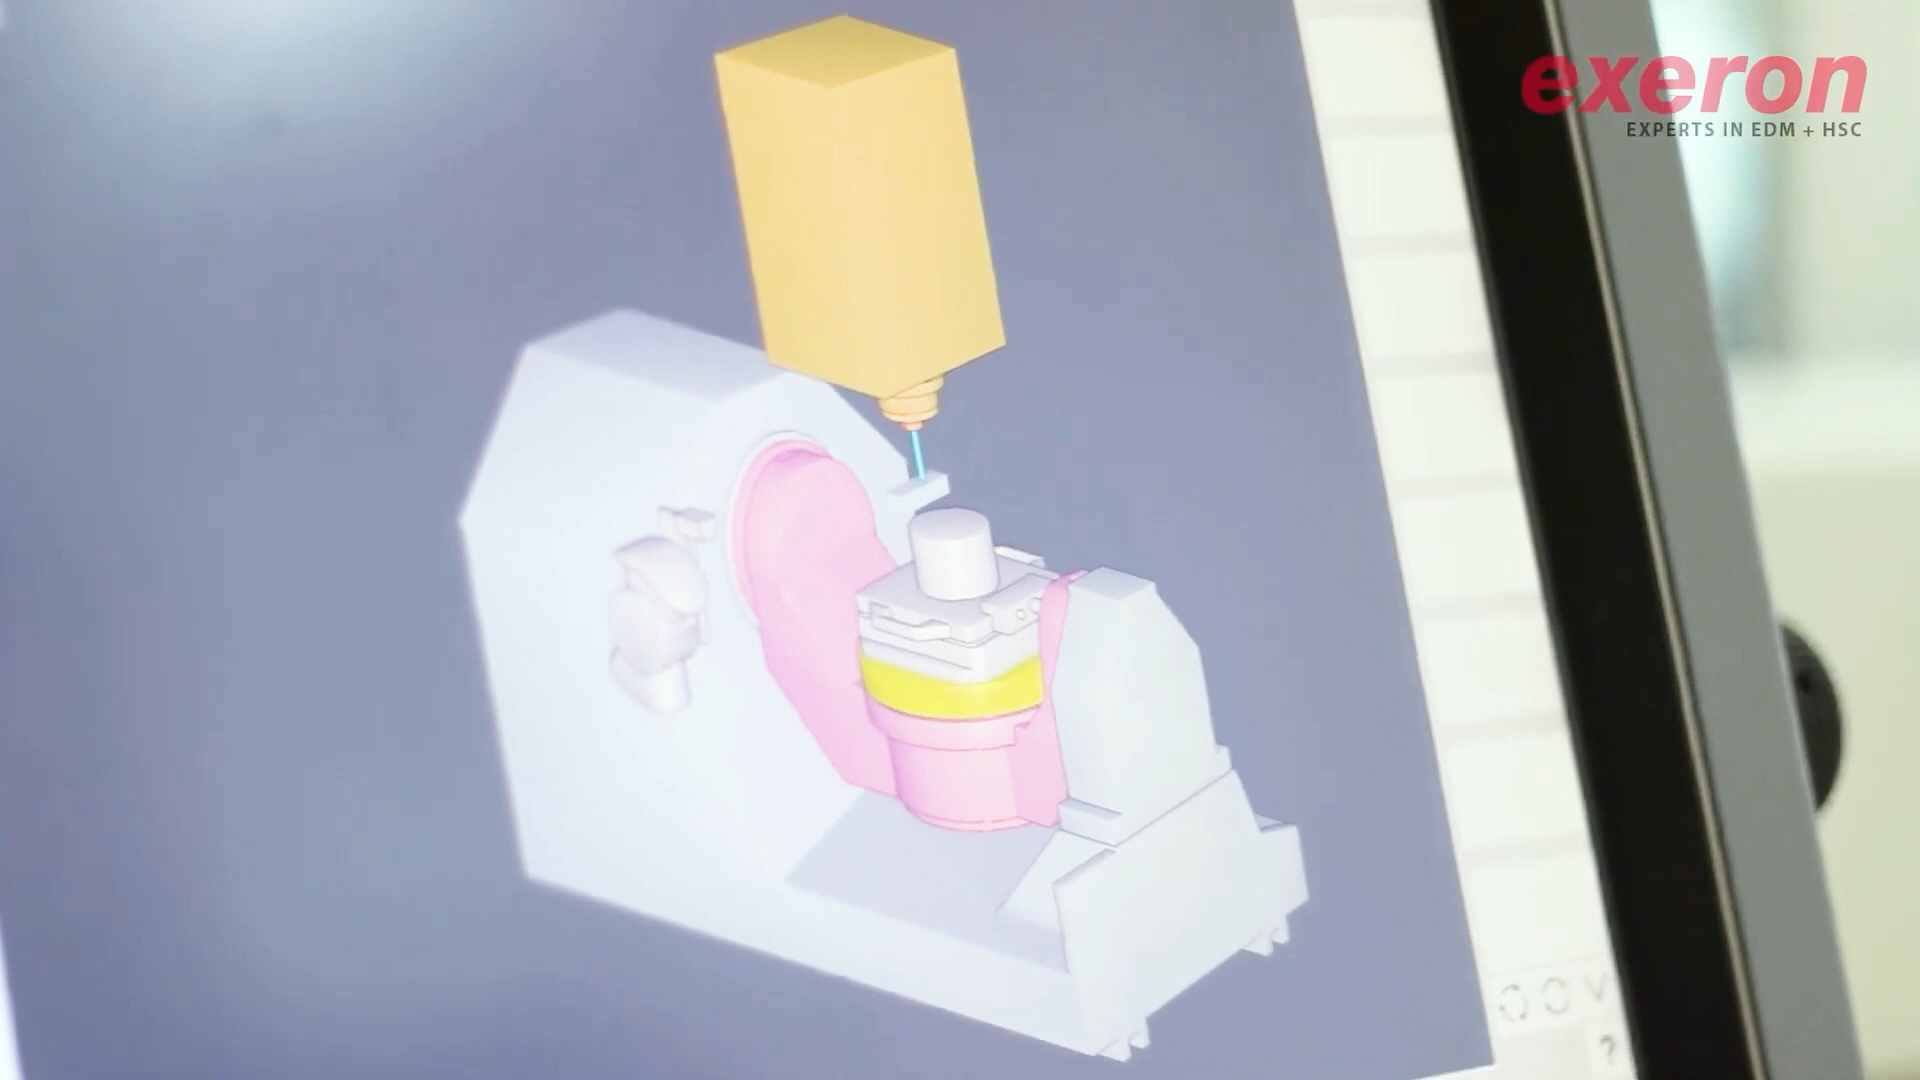 exeron
EXPERTS IN EDM + HSC
?